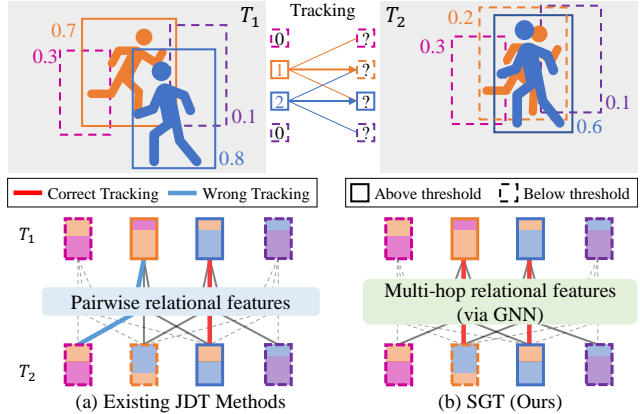 T1
Tracking
T2
0.7
0.3
0.1
0.8
0
1
2
0
?
?
?
?
0.2
0.3
0.1
0.6
Correct Tracking
Wrong Tracking
Above threshold
Below threshold
T1
Pairwise relational features
T2
(a) Existing JDT Methods
T1
Multi-hop relational features
(via GNN)
T2
(b) SGT (Ours)